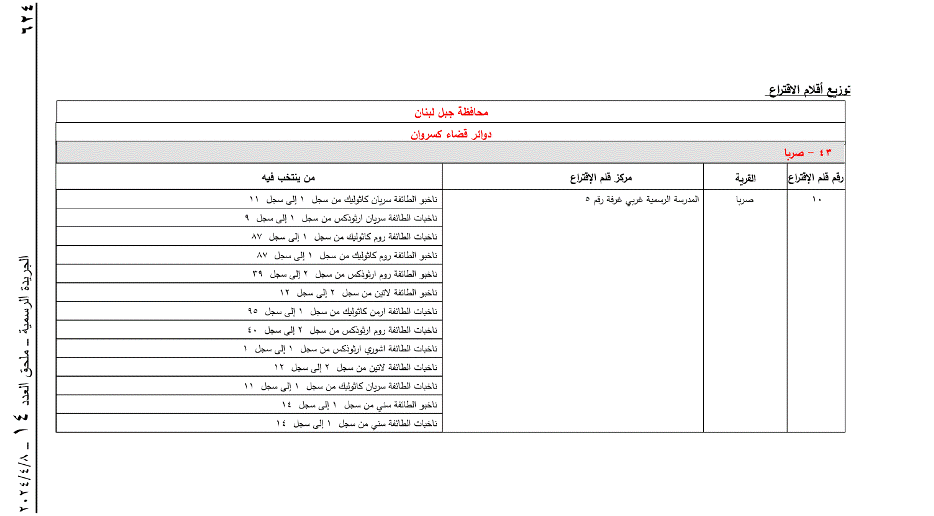 ٦٢٤
الجريدة الرسمية – ملحق العدد ١٤ – ٢٠٢٤/٤/٨
توزيع أقلام الاقتراع
محافظة جبل لبنان
دوائر قضاء كسروان
٤٣ - صربا
رقم قلم الإقتراع القرية مركز قلم الإقتراع من ينتخب فيه
١٠ صربا المدرسة الرسمية غربي غرفة رقم ٥ ناخبو الطائفة سريان كاثوليك من سجل ١ إلى سجل ١١
ناخبات الطائفة سريان ارثوذكس من سجل ١ إلى سجل ٩
ناخبات الطائفة روم كاثوليك من سجل ١ إلى سجل ٨٧
ناخبو الطائفة روم كاثوليك من سجل ١ إلى سجل ٨٧
ناخبو الطائفة روم ارثوذكس من سجل ٢ إلى سجل ٣٩
ناخبو الطائفة لاتين من سجل ٢ إلى سجل ١٢
ناخبات الطائفة ارمن كاثوليك من سجل ١ إلى سجل ٩٥
ناخبات الطائفة روم ارثوذكس من سجل ٢ إلى سجل ٤٠
ناخبات الطائفة اشوري ارثوذكس من سجل ١ إلى سجل ١
ناخبات الطائفة لاتين من سجل ٢ إلى سجل ١٢
ناخبات الطائفة سريان كاثوليك من سجل ١ إلى سجل ١١
ناخبو الطائفة سني من سجل ١ إلى سجل ١٤
ناخبات الطائفة سني من سجل ١ إلى سجل ١٤